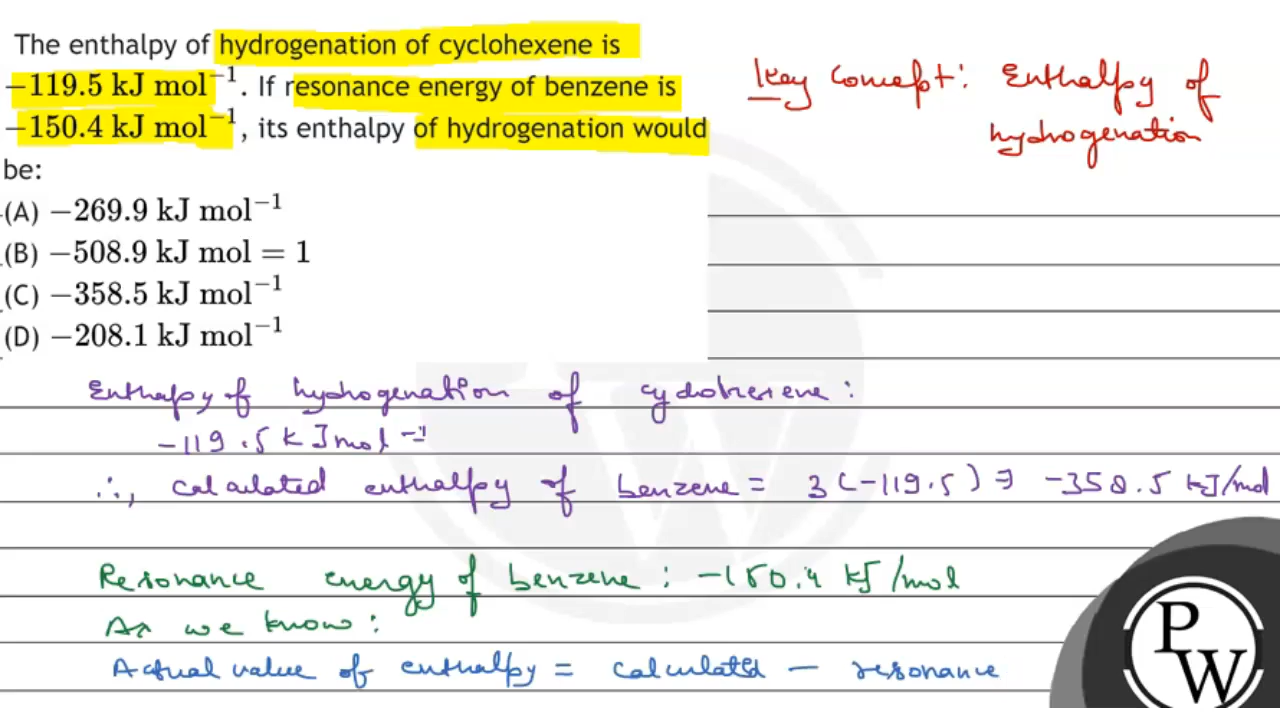 The enthalpy of hydrogenation of cyclohexene is
−119.5 kJ mol⁻¹. If resonance energy of benzene is
−150.4 kJ mol⁻¹, its enthalpy of hydrogenation would
be:
(A) −269.9 kJ mol⁻¹
(B) −508.9 kJ mol = 1
(C) −358.5 kJ mol⁻¹
(D) −208.1 kJ mol⁻¹
Key concept: Enthalpy of
hydrogenation
Enthalpy of hydrogenation of cyclohexene:
−119.5 kJ mol⁻¹
∴, calculated enthalpy of benzene = 3(−119.5) ⇒ −358.5 kJ/mol
Resonance energy of benzene: −150.4 kJ/mol
As we know:
Actual value of enthalpy = calculated − resonance
PW